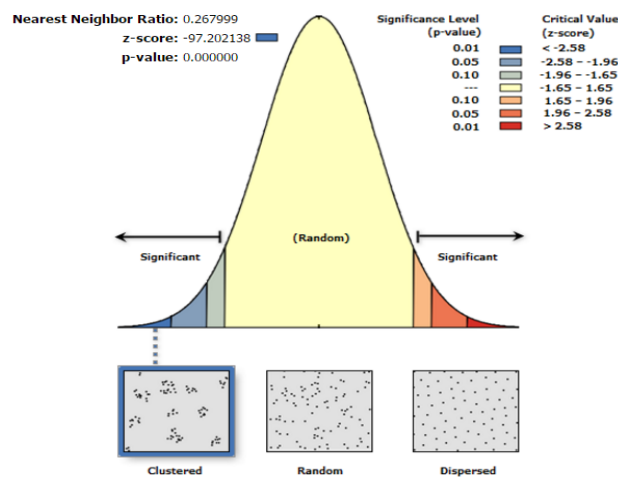 Nearest Neighbor Ratio: 0.267999
z-score: -97.202138
p-value: 0.000000
Significance Level (p-value) Critical Value (z-score)
0.01 < -2.58
0.05 -2.58 – -1.96
0.10 -1.96 – -1.65
--- -1.65 – 1.65
0.10 1.65 – 1.96
0.05 1.96 – 2.58
0.01 > 2.58
(Random)
Significant Significant
Clustered Random Dispersed